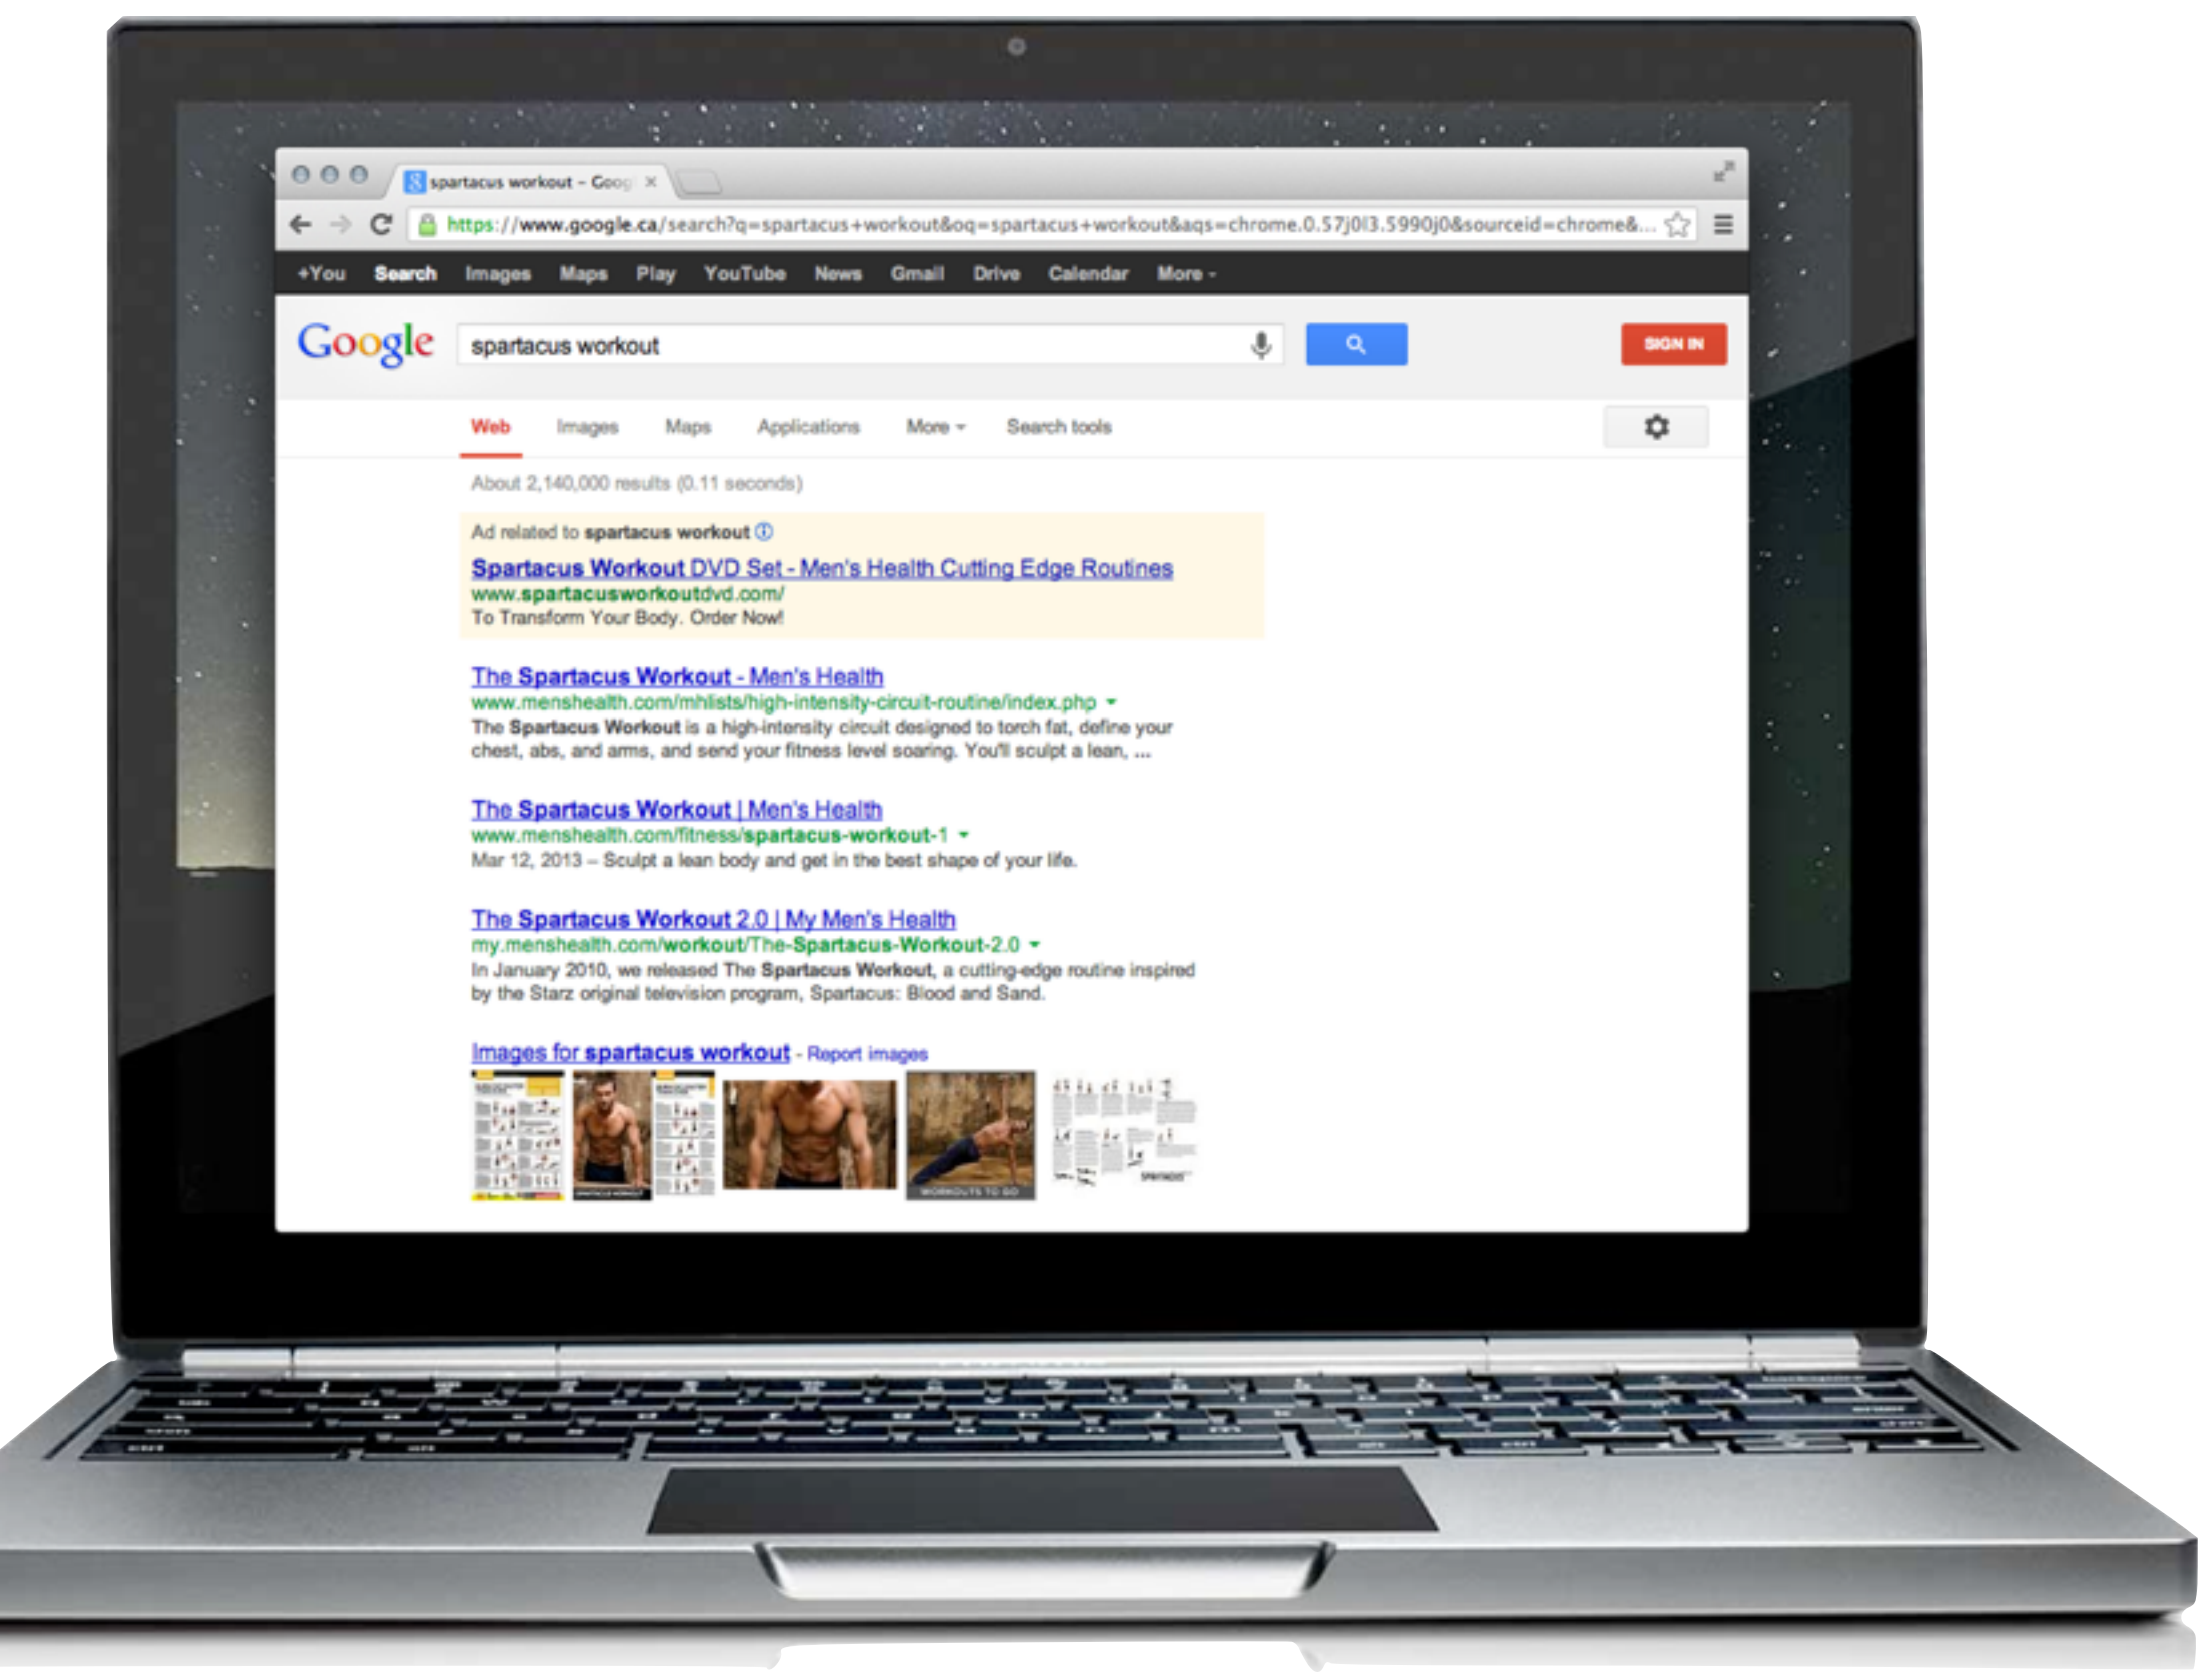 spartacus workout – Goog
https://www.google.ca/search?q=spartacus+workout&oq=spartacus+workout&aqs=chrome.0.57j0l3.5990j0&sourceid=chrome&...
+You Search Images Maps Play YouTube News Gmail Drive Calendar More
Google spartacus workout SIGN IN
Web Images Maps Applications More Search tools
About 2,140,000 results (0.11 seconds)
Ad related to spartacus workout
Spartacus Workout DVD Set - Men's Health Cutting Edge Routines
www.spartacusworkoutdvd.com/
To Transform Your Body. Order Now!
The Spartacus Workout - Men's Health
www.menshealth.com/mhlists/high-intensity-circuit-routine/index.php
The Spartacus Workout is a high-intensity circuit designed to torch fat, define your
chest, abs, and arms, and send your fitness level soaring. You'll sculpt a lean, ...
The Spartacus Workout | Men's Health
www.menshealth.com/fitness/spartacus-workout-1
Mar 12, 2013 – Sculpt a lean body and get in the best shape of your life.
The Spartacus Workout 2.0 | My Men's Health
my.menshealth.com/workout/The-Spartacus-Workout-2.0
In January 2010, we released The Spartacus Workout, a cutting-edge routine inspired
by the Starz original television program, Spartacus: Blood and Sand.
Images for spartacus workout - Report images
SPARTACUS WORKOUT
WORKOUTS TO GO
SPARTACUS